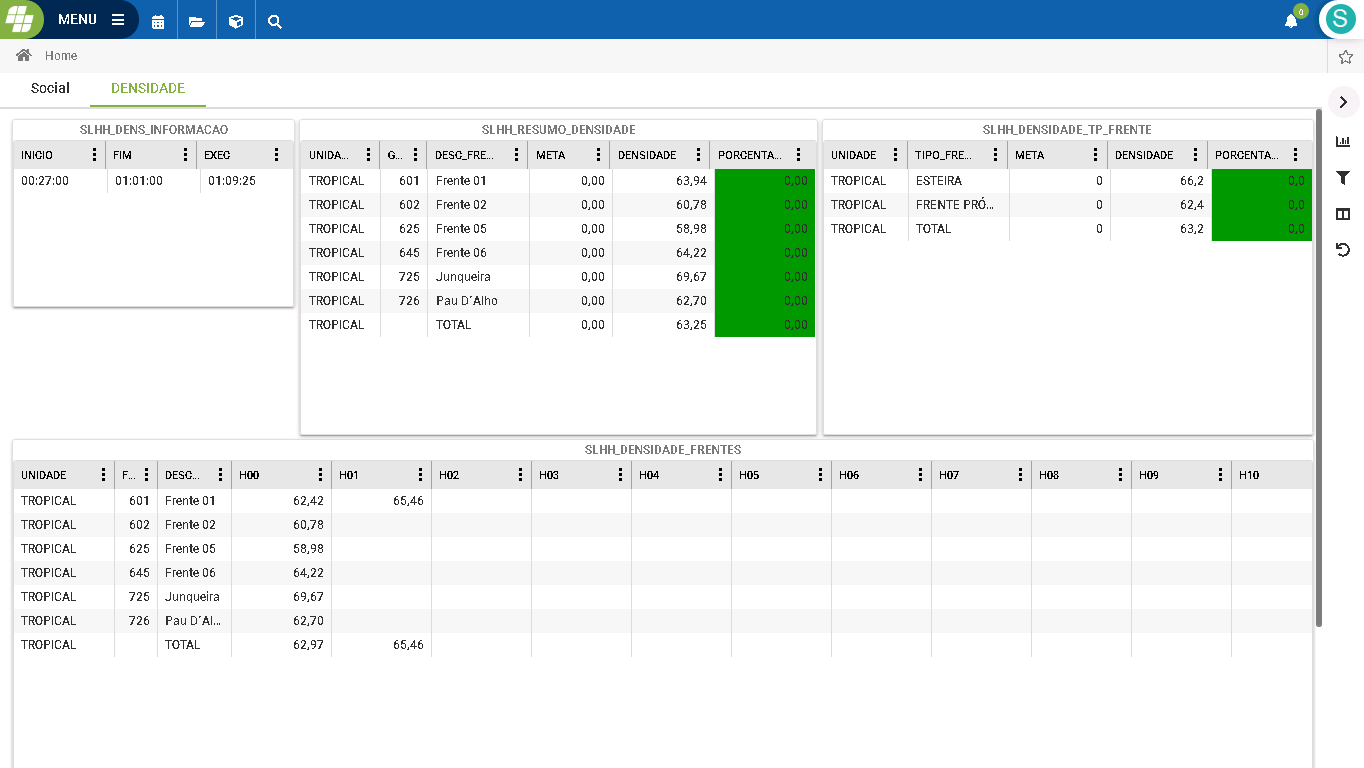 MENU
0
S
Home
Social DENSIDADE
SLHH_DENS_INFORMACAO
INICIO FIM EXEC
00:27:00 01:01:00 01:09:25
SLHH_RESUMO_DENSIDADE
UNIDA... G... DESC_FRE... META DENSIDADE PORCENTA...
TROPICAL 601 Frente 01 0,00 63,94 0,00
TROPICAL 602 Frente 02 0,00 60,78 0,00
TROPICAL 625 Frente 05 0,00 58,98 0,00
TROPICAL 645 Frente 06 0,00 64,22 0,00
TROPICAL 725 Junqueira 0,00 69,67 0,00
TROPICAL 726 Pau D´Alho 0,00 62,70 0,00
TROPICAL TOTAL 0,00 63,25 0,00
SLHH_DENSIDADE_TP_FRENTE
UNIDADE TIPO_FRE... META DENSIDADE PORCENTA...
TROPICAL ESTEIRA 0 66,2 0,0
TROPICAL FRENTE PRÓ... 0 62,4 0,0
TROPICAL TOTAL 0 63,2 0,0
SLHH_DENSIDADE_FRENTES
UNIDADE F... DESC... H00 H01 H02 H03 H04 H05 H06 H07 H08 H09 H10
TROPICAL 601 Frente 01 62,42 65,46
TROPICAL 602 Frente 02 60,78
TROPICAL 625 Frente 05 58,98
TROPICAL 645 Frente 06 64,22
TROPICAL 725 Junqueira 69,67
TROPICAL 726 Pau D´Al... 62,70
TROPICAL TOTAL 62,97 65,46